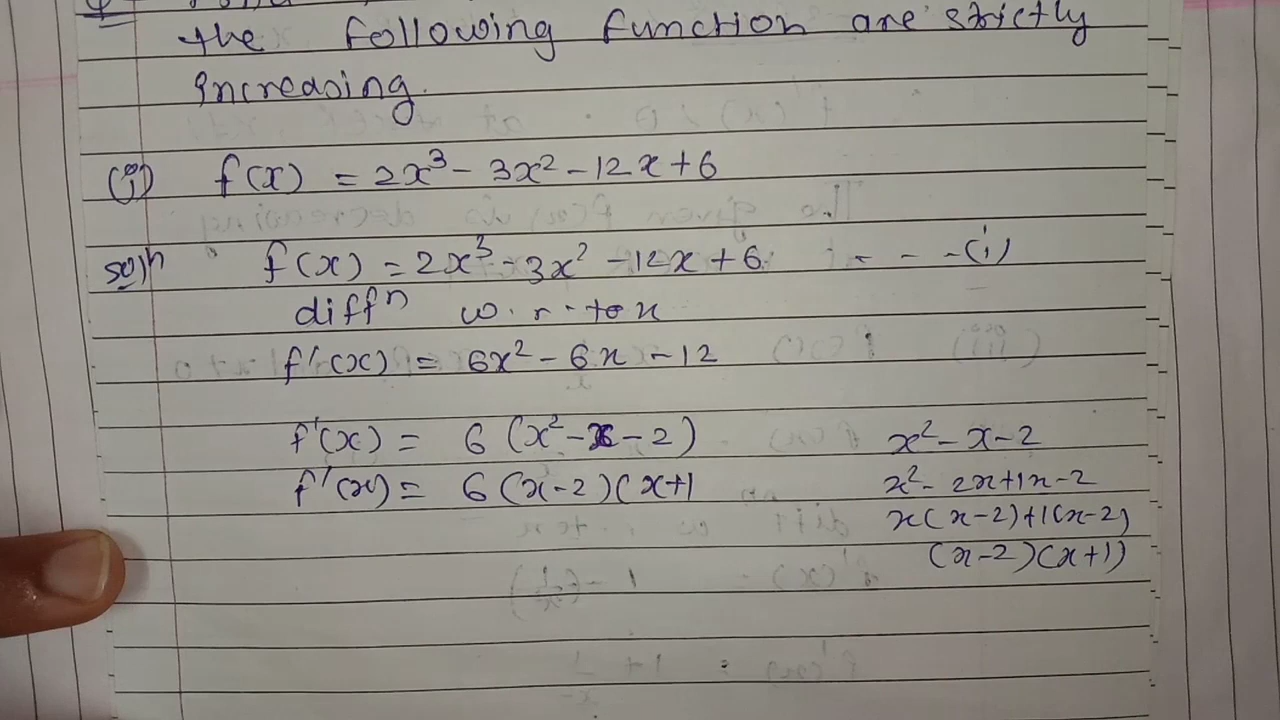 the following function are strictly
increasing.
(i) f(x) = 2x³ - 3x² - 12x + 6
soln f(x) = 2x³ - 3x² - 12x + 6 - - - (i)
diffⁿ w.r.to x
f'(x) = 6x² - 6x - 12
f'(x) = 6 (x² - x - 2) x² - x - 2
f'(x) = 6 (x-2)(x+1 x² - 2x + 1x - 2
x(x-2)+1(x-2)
(x-2)(x+1)